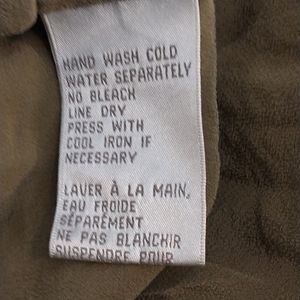 HAND WASH COLD
WATER SEPARATELY
NO BLEACH
LINE DRY
PRESS WITH
COOL IRON IF
NECESSARY
LAVER À LA MAIN,
EAU FROIDE
SÉPARÉMENT
NE PAS BLANCHIR
SUSPENDRE POUR